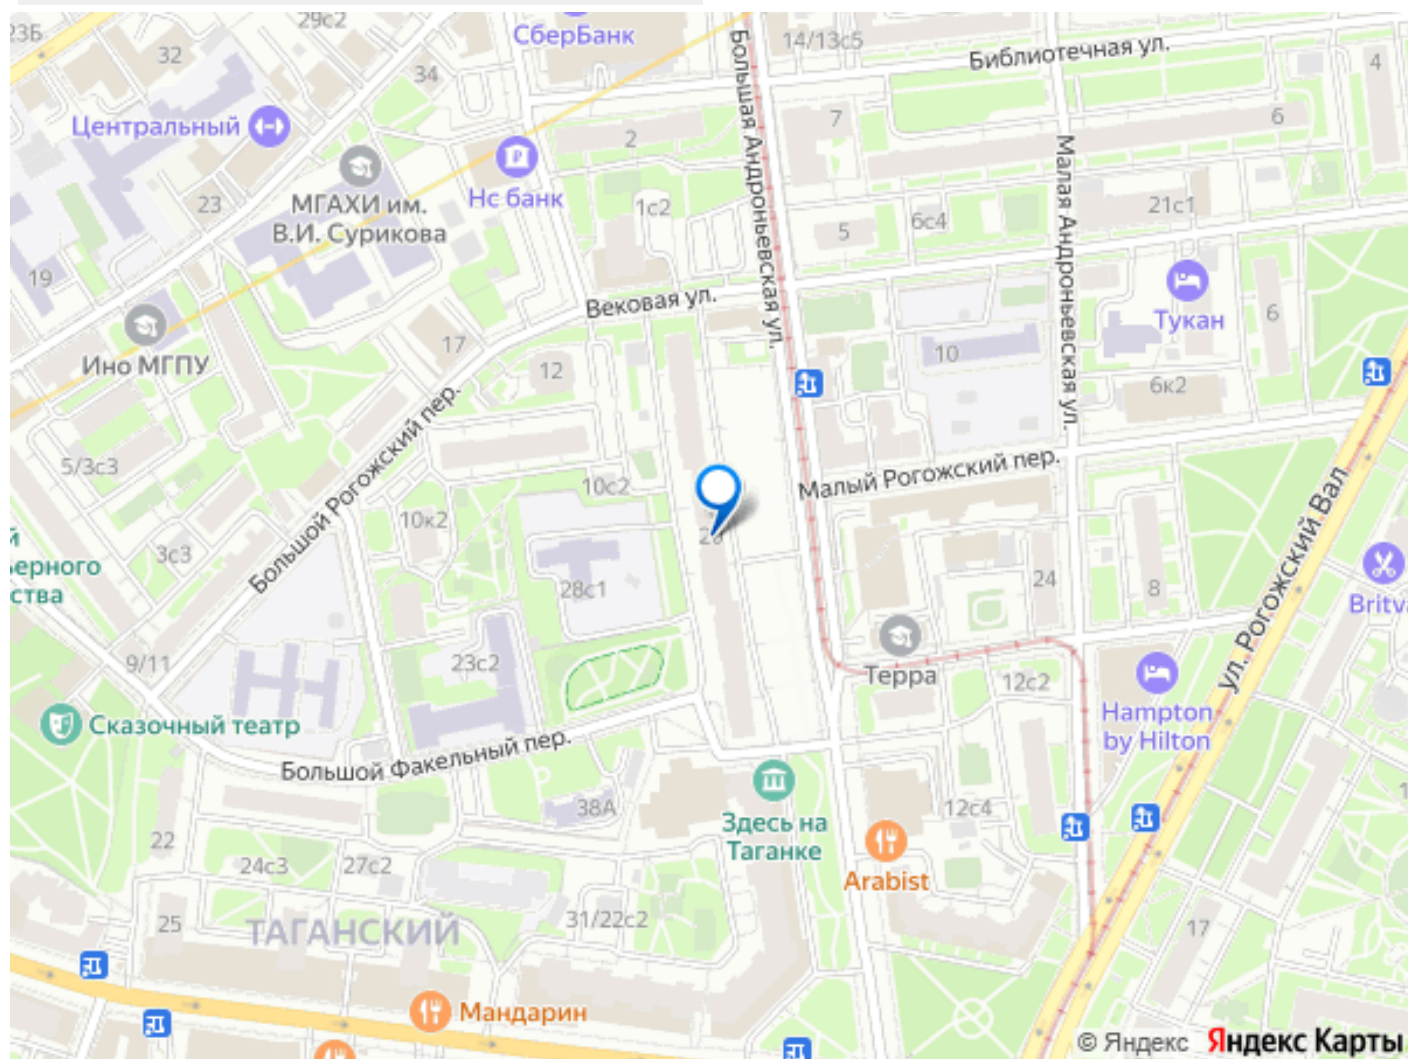 23Б
29с2
32
34
СберБанк
14/13с5
Библиотечная ул.
4
Центральный
2
7
6
Большая Андроньевская ул.
Малая Андроньевская ул.
МГАХИ им.
В.И. Сурикова
Нс банк
23
1с2
5
6с4
21с1
19
Вековая ул.
Тукан
6
Ино МГПУ
17
12
10
6к2
5/3с3
Большой Рогожский пер.
10с2
Малый Рогожский пер.
10к2
3с3
28с1
24
8
ул. Рогожский Вал
Britv
й
ьерного
ства
9/11
23с2
Терра
12с2
Сказочный театр
Hampton
by Hilton
Большой Факельный пер.
38А
Здесь на
Таганке
12с4
22
24с3
27с2
Arabist
25
ТАГАНСКИЙ
31/22с2
17
Мандарин
© Яндекс Яндекс Карты